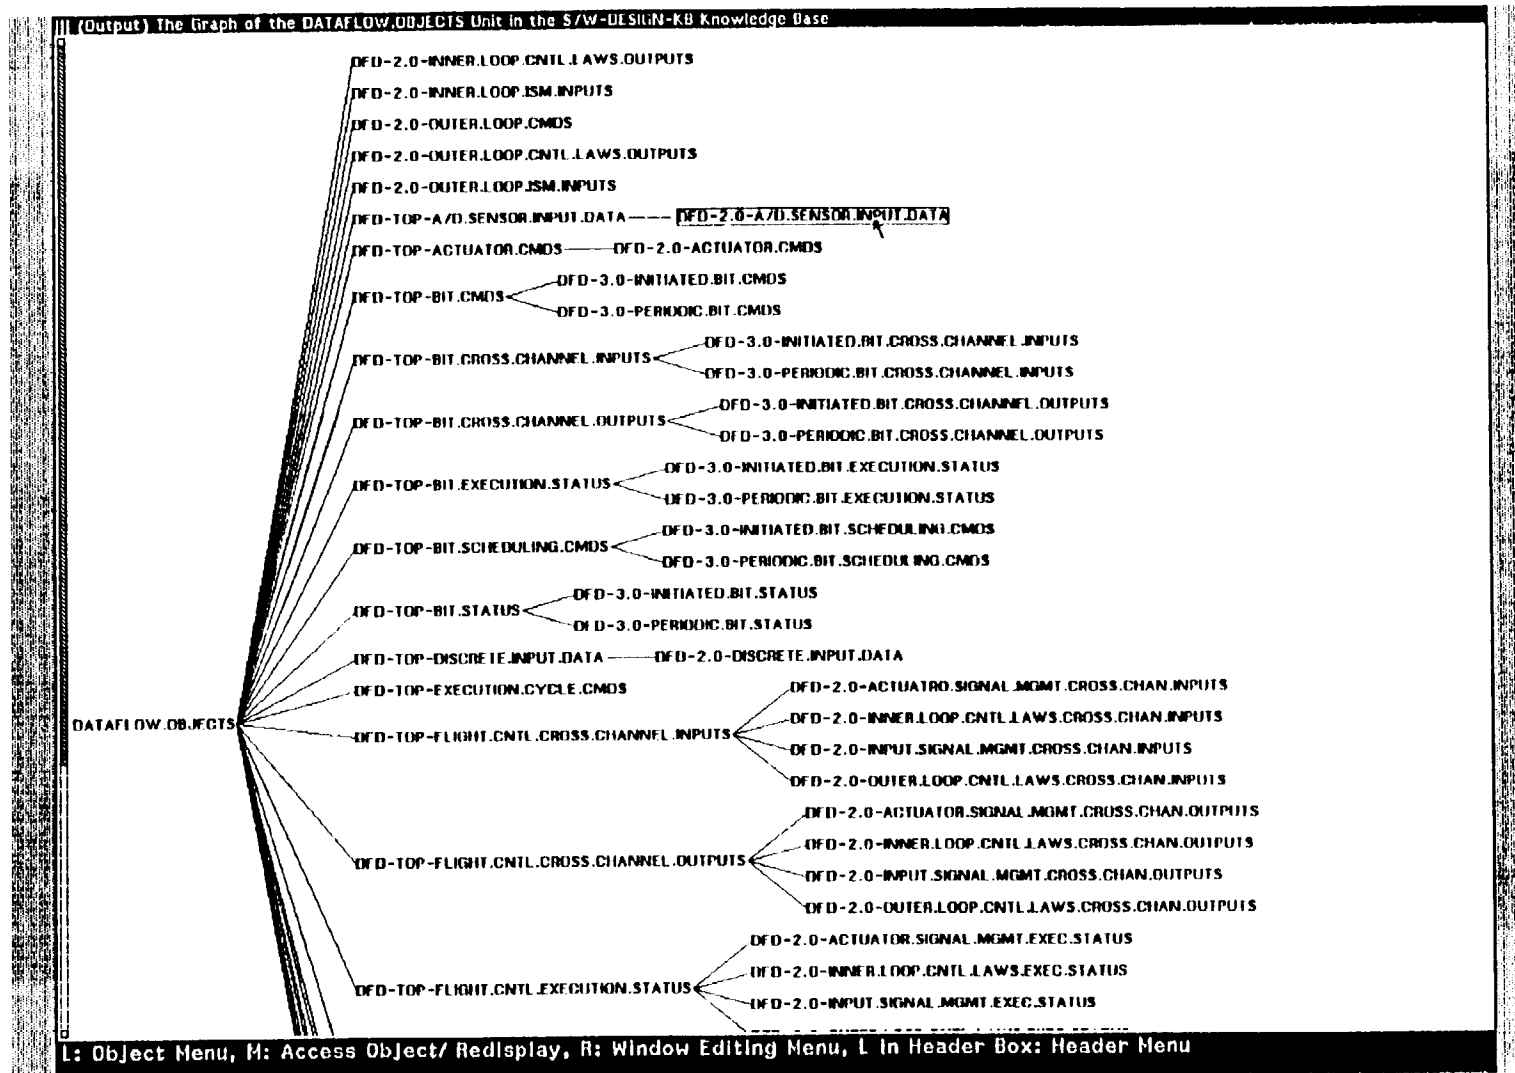 (Output) The Graph of the DATAFLOW.OBJECTS Unit in the S/W-DESIGN-KB Knowledge Base
DFD-2.0-INNER.LOOP.CNTL.LAWS.OUTPUTS
DFD-2.0-INNER.LOOP.ISM.INPUTS
DFD-2.0-OUTER.LOOP.CMDS
DFD-2.0-OUTER.LOOP.CNTL.LAWS.OUTPUTS
DFD-2.0-OUTER.LOOP.ISM.INPUTS
DFD-TOP-A/D.SENSOR.INPUT.DATA DFD-2.0-A/D.SENSOR.INPUT.DATA
DFD-TOP-ACTUATOR.CMDS DFD-2.0-ACTUATOR.CMDS
DFD-3.0-INITIATED.BIT.CMDS
DFD-TOP-BIT.CMDS
DFD-3.0-PERIODIC.BIT.CMDS
DFD-3.0-INITIATED.BIT.CROSS.CHANNEL.INPUTS
DFD-TOP-BIT.CROSS.CHANNEL.INPUTS
DFD-3.0-PERIODIC.BIT.CROSS.CHANNEL.INPUTS
DFD-3.0-INITIATED.BIT.CROSS.CHANNEL.OUTPUTS
DFD-TOP-BIT.CROSS.CHANNEL.OUTPUTS
DFD-3.0-PERIODIC.BIT.CROSS.CHANNEL.OUTPUTS
DFD-3.0-INITIATED.BIT.EXECUTION.STATUS
DFD-TOP-BIT.EXECUTION.STATUS
DFD-3.0-PERIODIC.BIT.EXECUTION.STATUS
DFD-3.0-INITIATED.BIT.SCHEDULING.CMDS
DFD-TOP-BIT.SCHEDULING.CMDS
DFD-3.0-PERIODIC.BIT.SCHEDULING.CMDS
DFD-3.0-INITIATED.BIT.STATUS
DFD-TOP-BIT.STATUS
DFD-3.0-PERIODIC.BIT.STATUS
DFD-TOP-DISCRETE.INPUT.DATA DFD-2.0-DISCRETE.INPUT.DATA
DFD-TOP-EXECUTION.CYCLE.CMDS
DFD-2.0-ACTUATRO.SIGNAL.MGMT.CROSS.CHAN.INPUTS
DFD-2.0-INNER.LOOP.CNTL.LAWS.CROSS.CHAN.INPUTS
DATAFLOW.OBJECTS
DFD-TOP-FLIGHT.CNTL.CROSS.CHANNEL.INPUTS
DFD-2.0-INPUT.SIGNAL.MGMT.CROSS.CHAN.INPUTS
DFD-2.0-OUTER.LOOP.CNTL.LAWS.CROSS.CHAN.INPUTS
DFD-2.0-ACTUATOR.SIGNAL.MGMT.CROSS.CHAN.OUTPUTS
DFD-2.0-INNER.LOOP.CNTL.LAWS.CROSS.CHAN.OUTPUTS
DFD-TOP-FLIGHT.CNTL.CROSS.CHANNEL.OUTPUTS
DFD-2.0-INPUT.SIGNAL.MGMT.CROSS.CHAN.OUTPUTS
DFD-2.0-OUTER.LOOP.CNTL.LAWS.CROSS.CHAN.OUTPUTS
DFD-2.0-ACTUATOR.SIGNAL.MGMT.EXEC.STATUS
DFD-2.0-INNER.LOOP.CNTL.LAWS.EXEC.STATUS
DFD-TOP-FLIGHT.CNTL.EXECUTION.STATUS
DFD-2.0-INPUT.SIGNAL.MGMT.EXEC.STATUS
L: Object Menu, M: Access Object/ Redisplay, R: Window Editing Menu, L in Header Box: Header Menu